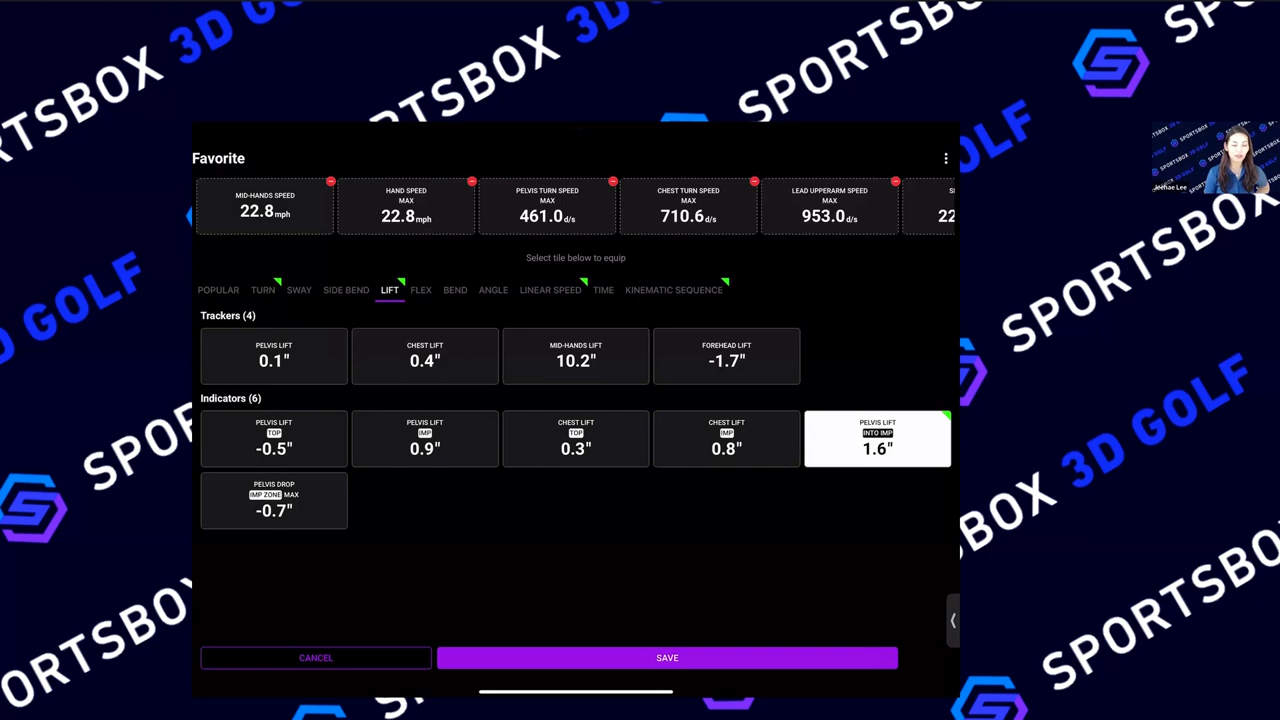 SPORTSBOX 3D GOLF
Favorite
MID-HANDS SPEED
22.8mph
HAND SPEED
MAX
22.8mph
PELVIS TURN SPEED
MAX
461.0d/s
CHEST TURN SPEED
MAX
710.6d/s
LEAD UPPERARM SPEED
MAX
953.0d/s
22
Jeehae Lee
Select tile below to equip
POPULAR TURN SWAY SIDE BEND LIFT FLEX BEND ANGLE LINEAR SPEED TIME KINEMATIC SEQUENCE
Trackers (4)
PELVIS LIFT
0.1"
CHEST LIFT
0.4"
MID-HANDS LIFT
10.2"
FOREHEAD LIFT
-1.7"
Indicators (6)
PELVIS LIFT
TOP
-0.5"
PELVIS LIFT
IMP
0.9"
CHEST LIFT
TOP
0.3"
CHEST LIFT
IMP
0.8"
PELVIS LIFT
INTO IMP
1.6"
PELVIS DROP
IMP ZONE MAX
-0.7"
CANCEL
SAVE